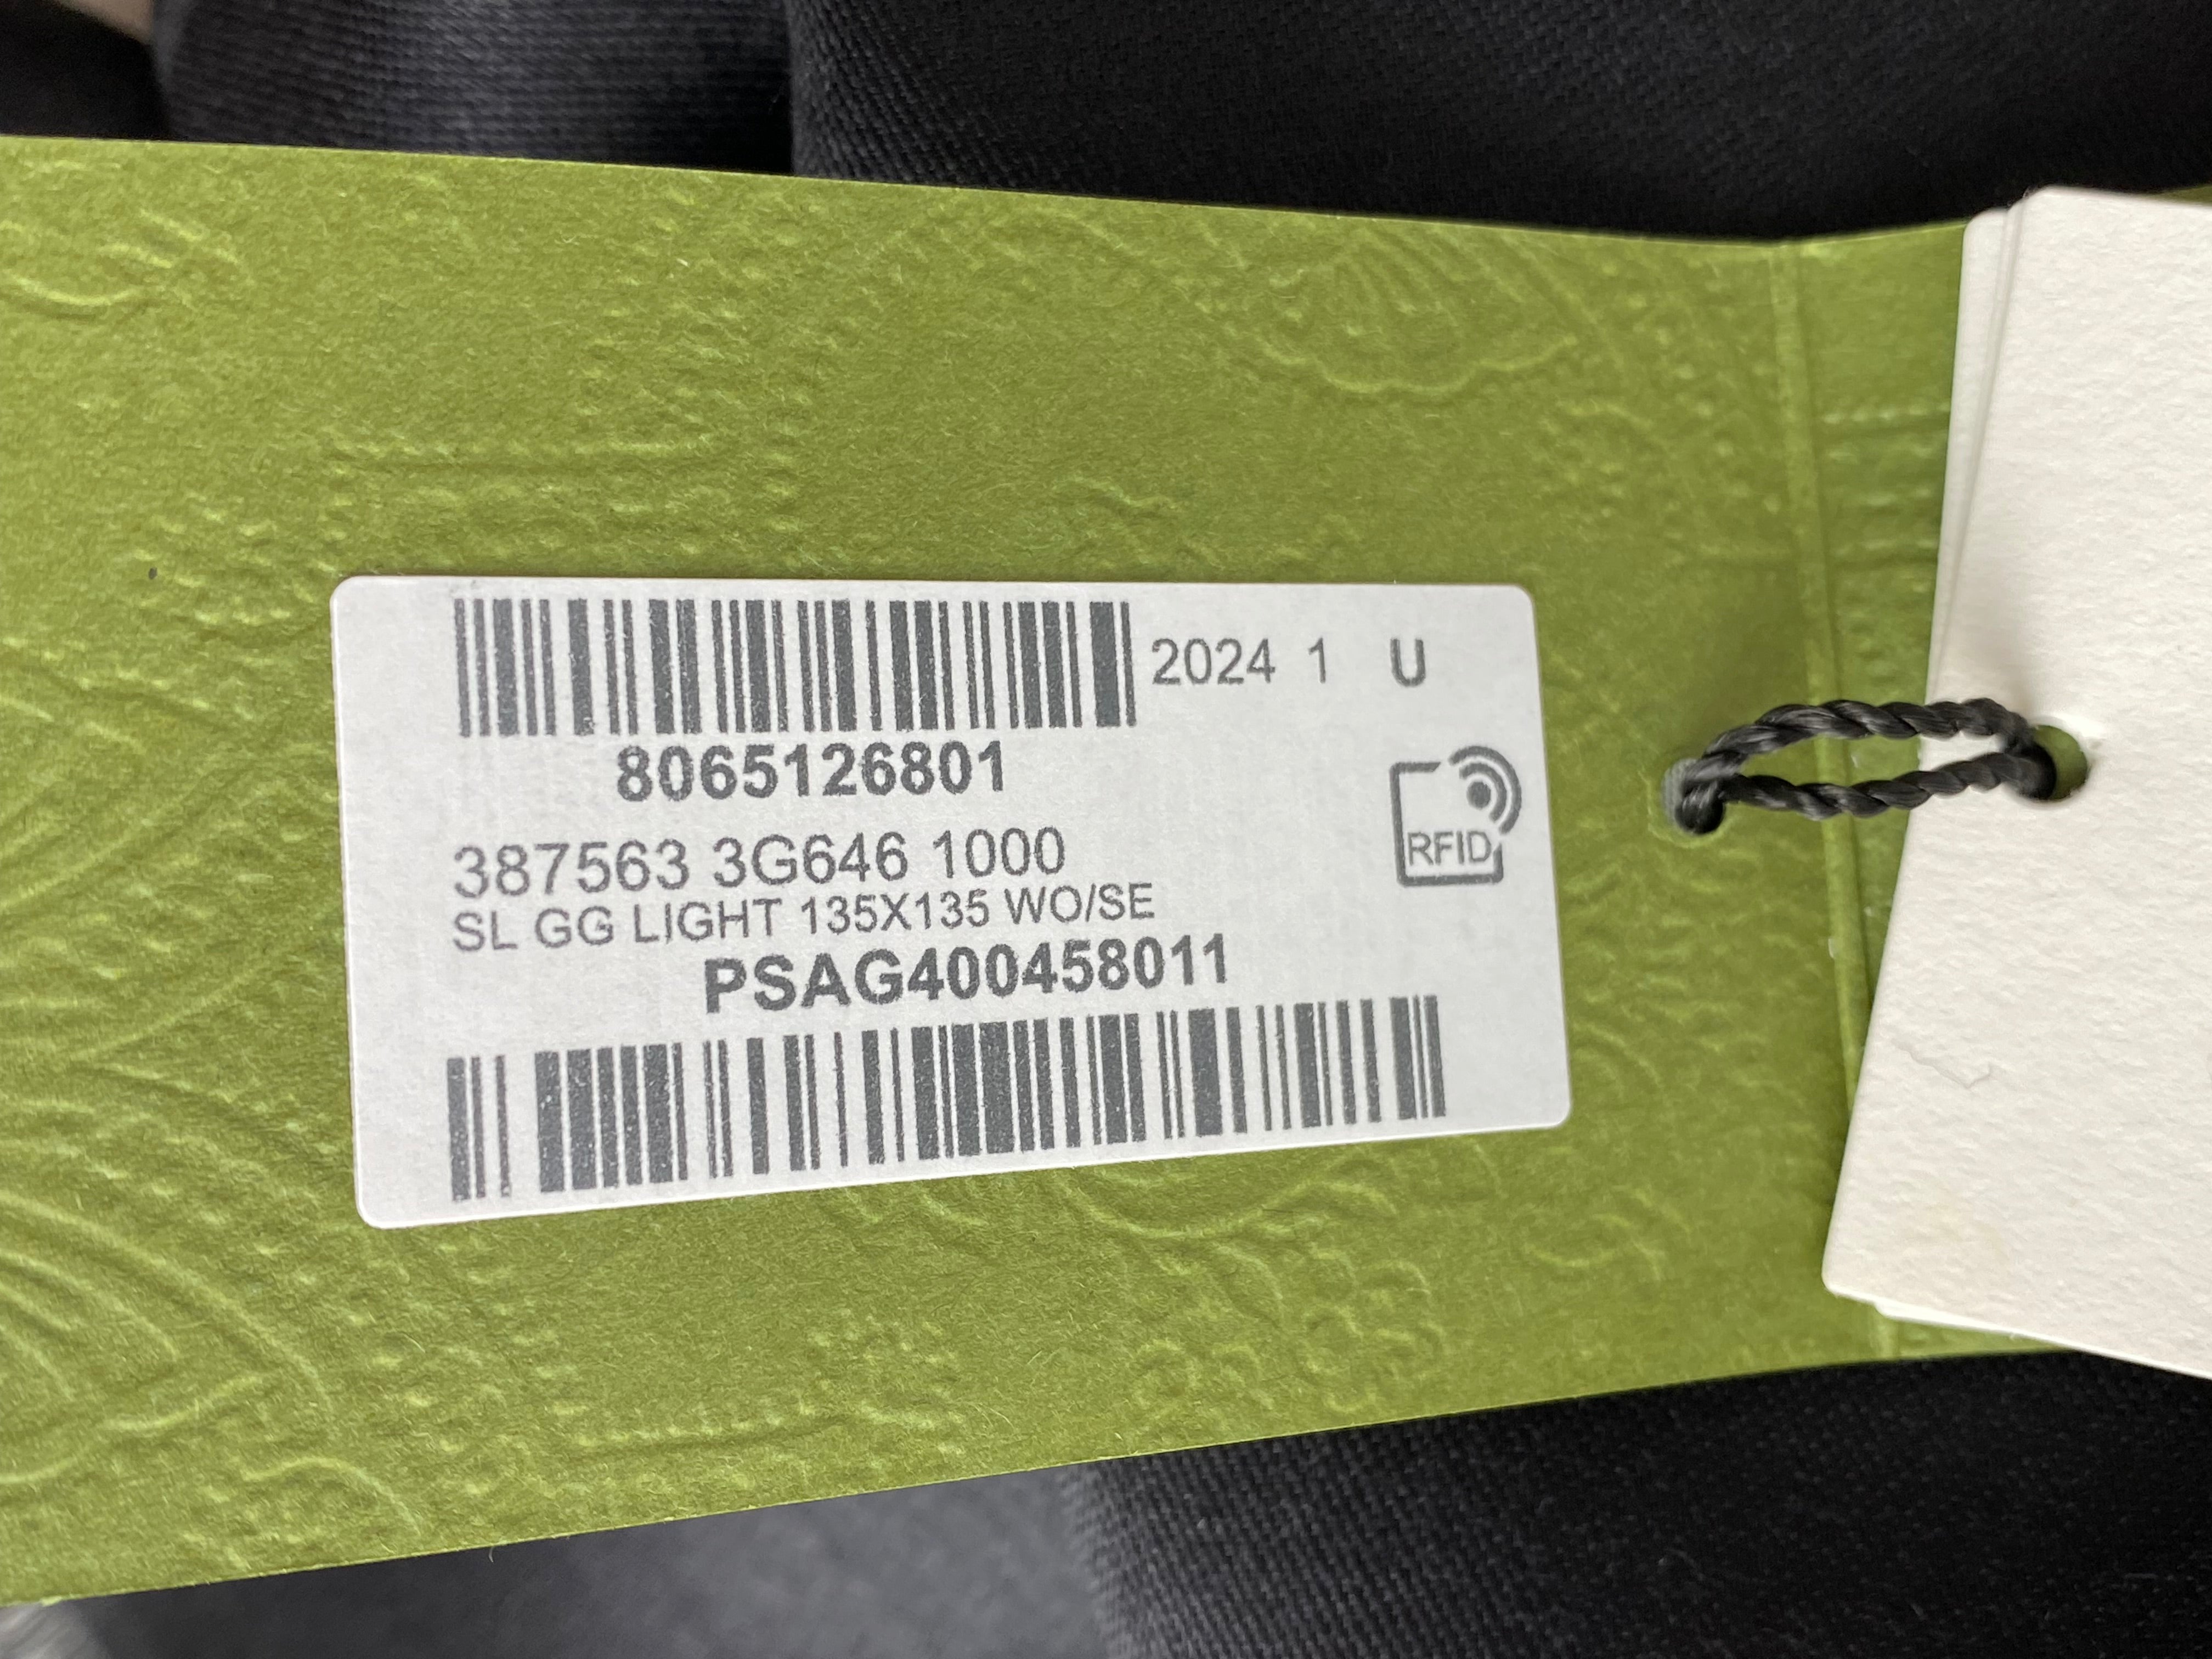 2024 1 U
8065126801
387563 3G646 1000
SL GG LIGHT 135X135 WO/SE
RFID
PSAG400458011